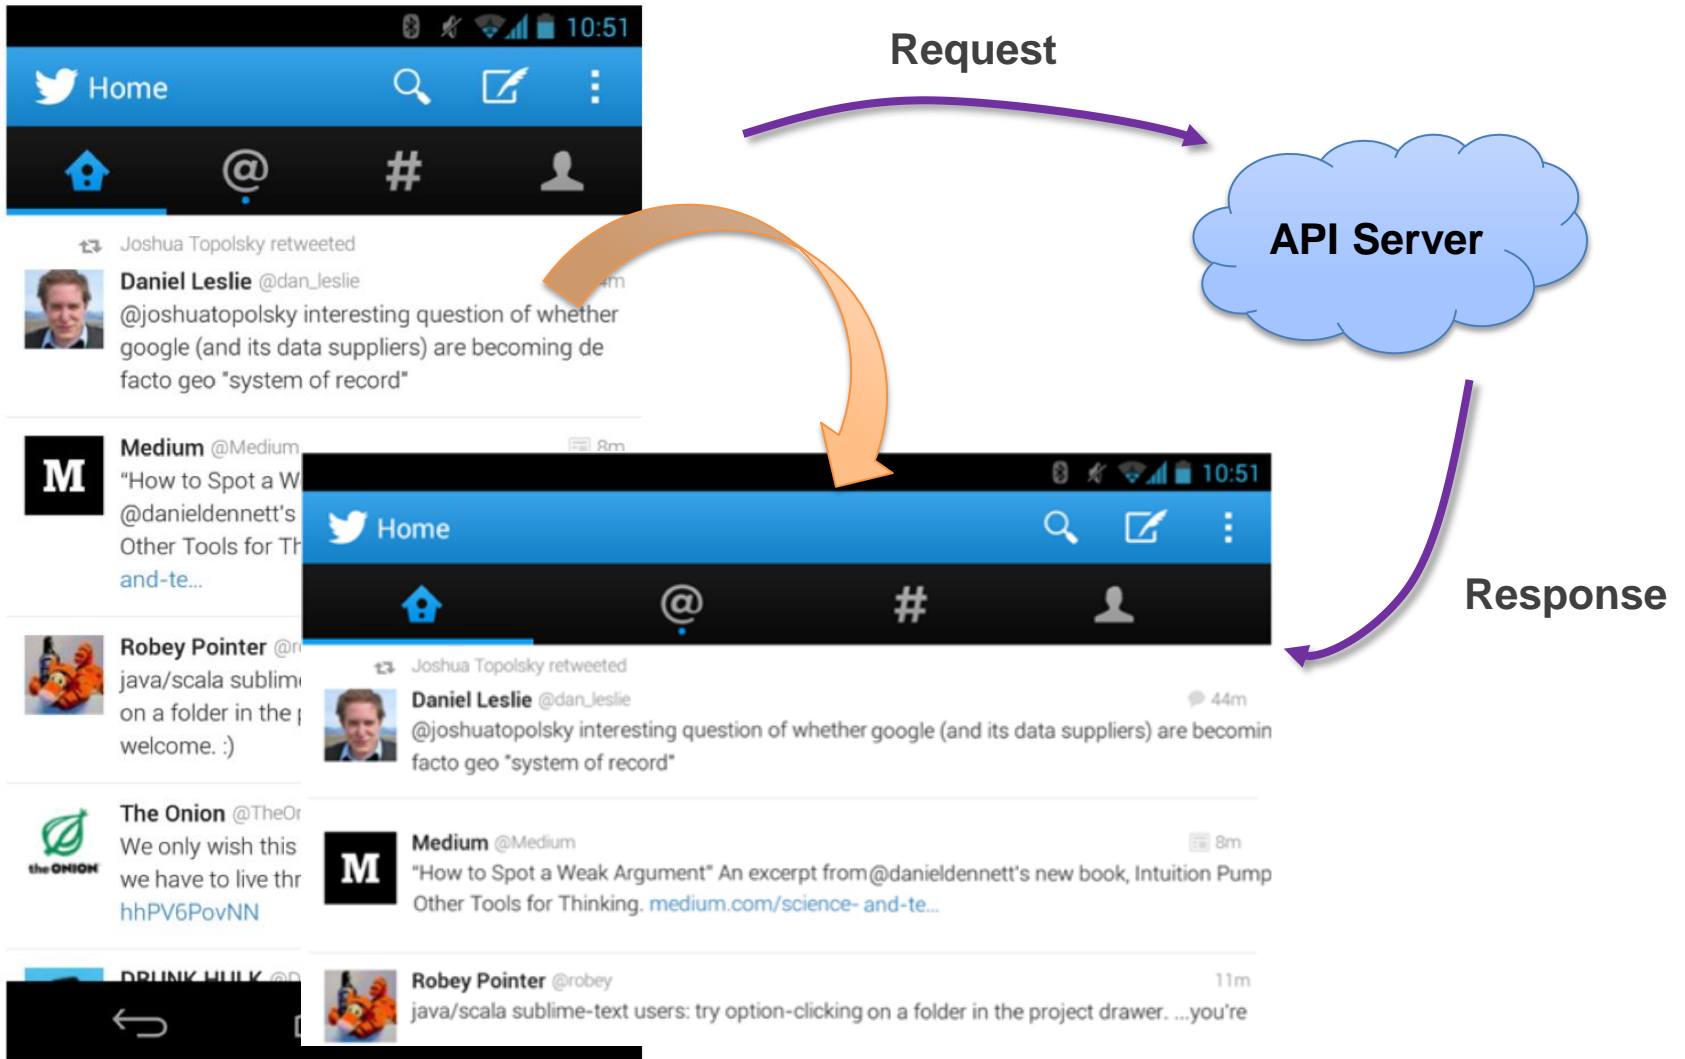 10:51
Home
@
#
Joshua Topolsky retweeted
Daniel Leslie @dan_leslie
4m
@joshuatopolsky interesting question of whether
google (and its data suppliers) are becoming de
facto geo "system of record"
Medium @Medium
8m
"How to Spot a W
@danieldennett's
Other Tools for Th
and-te...
Robey Pointer @r
java/scala sublim
on a folder in the
welcome. :)
The Onion @TheOn
the ONION
We only wish this
we have to live thr
hhPV6PovNN
DRUNK HULK @D
Request
API Server
Response
10:51
Home
@
#
Joshua Topolsky retweeted
Daniel Leslie @dan_leslie
44m
@joshuatopolsky interesting question of whether google (and its data suppliers) are becomin
facto geo "system of record"
M
Medium @Medium
8m
"How to Spot a Weak Argument" An excerpt from@danieldennett's new book, Intuition Pump
Other Tools for Thinking. medium.com/science- and-te...
Robey Pointer @robey
11m
java/scala sublime-text users: try option-clicking on a folder in the project drawer. ...you're